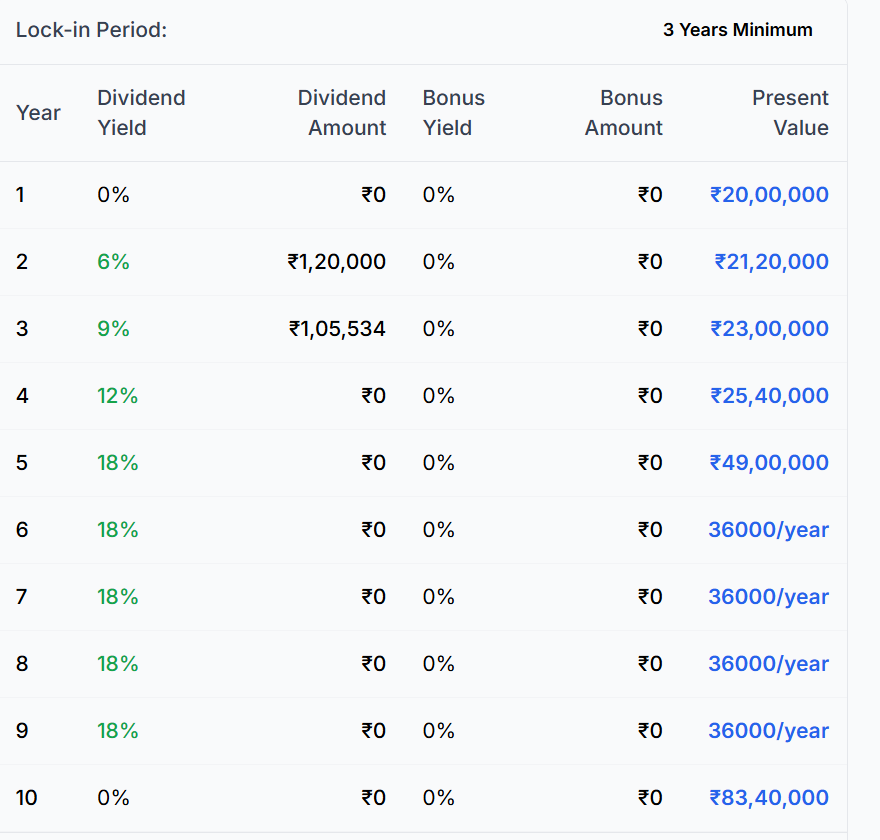 Lock-in Period: 3 Years Minimum
Year Dividend Yield Dividend Amount Bonus Yield Bonus Amount Present Value
1 0% ₹0 0% ₹0 ₹20,00,000
2 6% ₹1,20,000 0% ₹0 ₹21,20,000
3 9% ₹1,05,534 0% ₹0 ₹23,00,000
4 12% ₹0 0% ₹0 ₹25,40,000
5 18% ₹0 0% ₹0 ₹49,00,000
6 18% ₹0 0% ₹0 36000/year
7 18% ₹0 0% ₹0 36000/year
8 18% ₹0 0% ₹0 36000/year
9 18% ₹0 0% ₹0 36000/year
10 0% ₹0 0% ₹0 ₹83,40,000